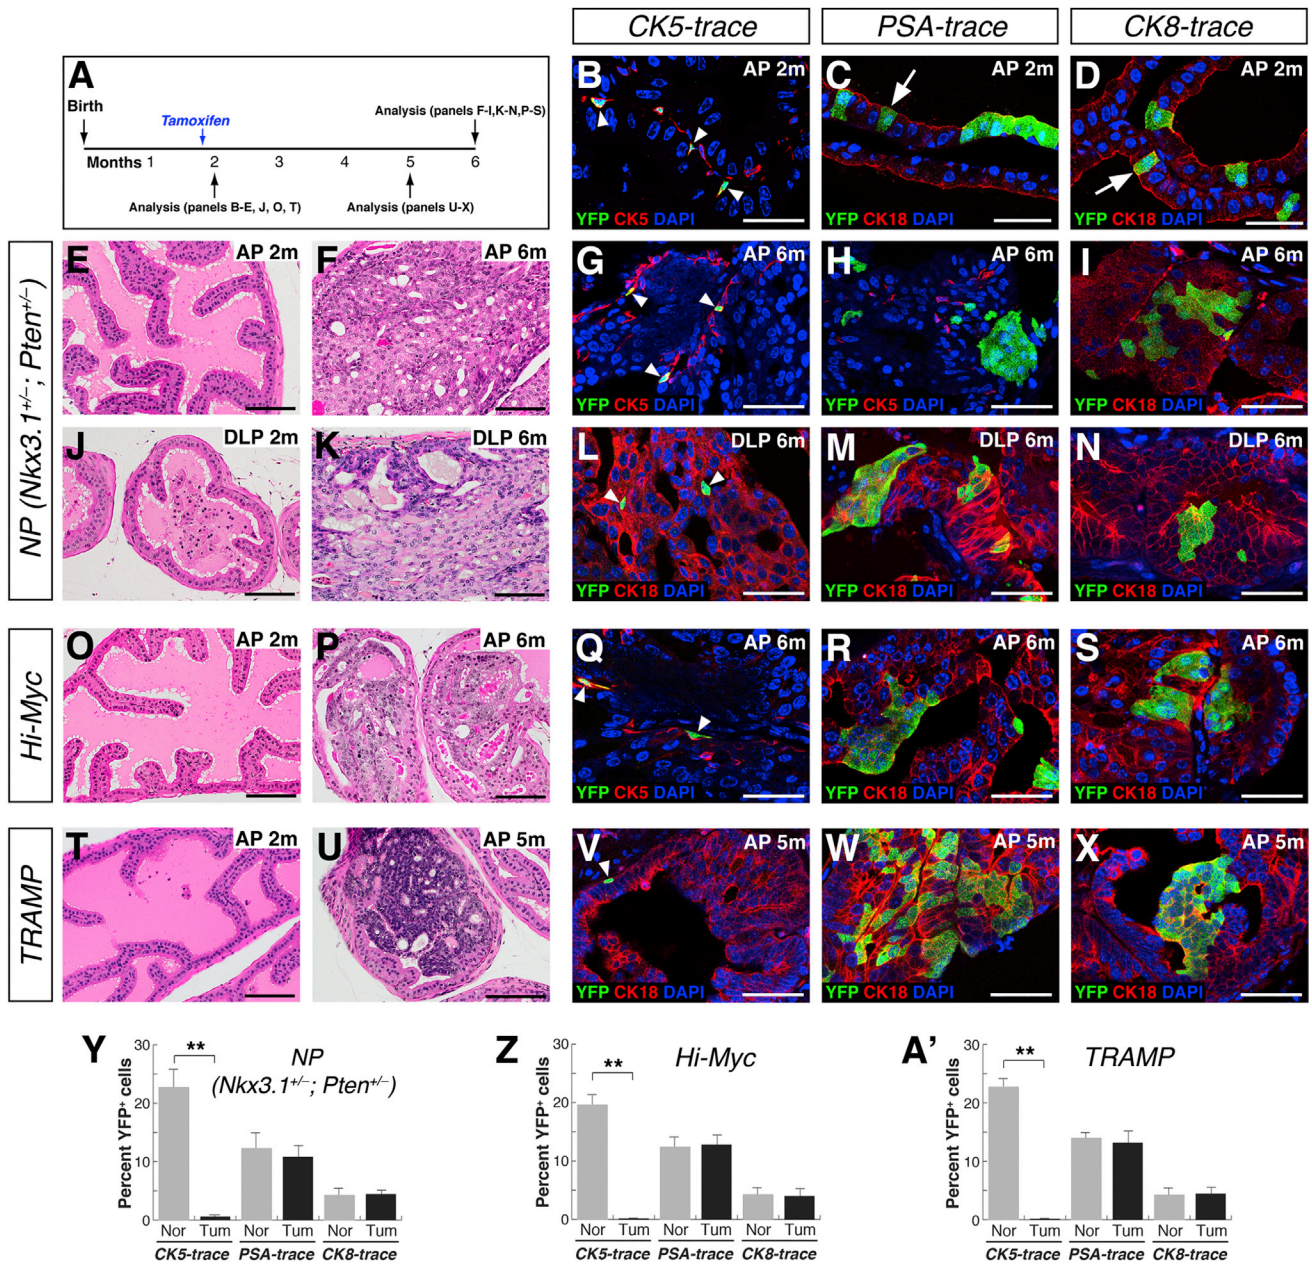 CK5-trace
PSA-trace
CK8-trace
A
Birth
Tamoxifen
Analysis (panels F-I,K-N,P-S)
Months 1 2 3 4 5 6
Analysis (panels B-E, J, O, T)
Analysis (panels U-X)
B
AP 2m
YFP CK5 DAPI
C
AP 2m
YFP CK18 DAPI
D
AP 2m
YFP CK18 DAPI
NP (Nkx3.1+/–; Pten+/–)
E
AP 2m
F
AP 6m
G
AP 6m
YFP CK5 DAPI
H
AP 6m
YFP CK5 DAPI
I
AP 6m
YFP CK18 DAPI
J
DLP 2m
K
DLP 6m
L
DLP 6m
YFP CK18 DAPI
M
DLP 6m
YFP CK18 DAPI
N
DLP 6m
YFP CK18 DAPI
Hi-Myc
O
AP 2m
P
AP 6m
Q
AP 6m
YFP CK5 DAPI
R
AP 6m
YFP CK18 DAPI
S
AP 6m
YFP CK18 DAPI
TRAMP
T
AP 2m
U
AP 5m
V
AP 5m
YFP CK18 DAPI
W
AP 5m
YFP CK18 DAPI
X
AP 5m
YFP CK18 DAPI
Y
NP
(Nkx3.1+/–; Pten+/–)
Percent YFP+ cells
30
20
10
0
**
Nor Tum Nor Tum Nor Tum
CK5-trace PSA-trace CK8-trace
Z
Hi-Myc
Percent YFP+ cells
30
20
10
0
**
Nor Tum Nor Tum Nor Tum
CK5-trace PSA-trace CK8-trace
A’
TRAMP
Percent YFP+ cells
30
20
10
0
**
Nor Tum Nor Tum Nor Tum
CK5-trace PSA-trace CK8-trace